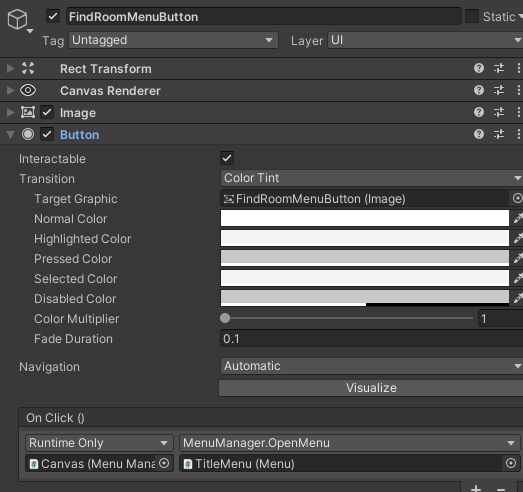 FindRoomMenuButton Static
Tag Untagged Layer UI
Rect Transform
Canvas Renderer
Image
Button
Interactable
Transition Color Tint
Target Graphic FindRoomMenuButton (Image)
Normal Color
Highlighted Color
Pressed Color
Selected Color
Disabled Color
Color Multiplier 1
Fade Duration 0.1
Navigation Automatic
Visualize
On Click ()
Runtime Only MenuManager.OpenMenu
Canvas (Menu Mana TitleMenu (Menu)